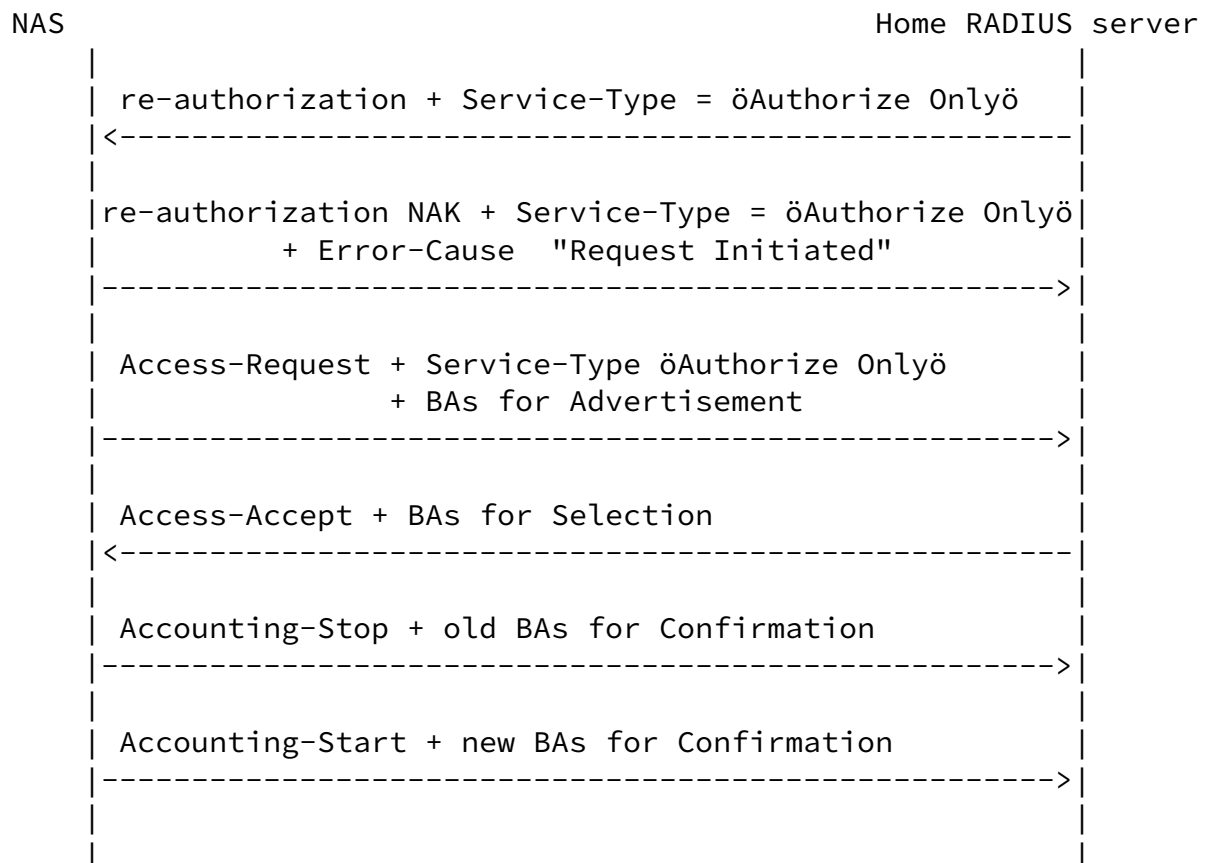 NAS Home RADIUS server
re-authorization + Service-Type = öAuthorize Onlyö
re-authorization NAK + Service-Type = öAuthorize Onlyö
+ Error-Cause "Request Initiated"
Access-Request + Service-Type öAuthorize Onlyö
+ BAs for Advertisement
Access-Accept + BAs for Selection
Accounting-Stop + old BAs for Confirmation
Accounting-Start + new BAs for Confirmation